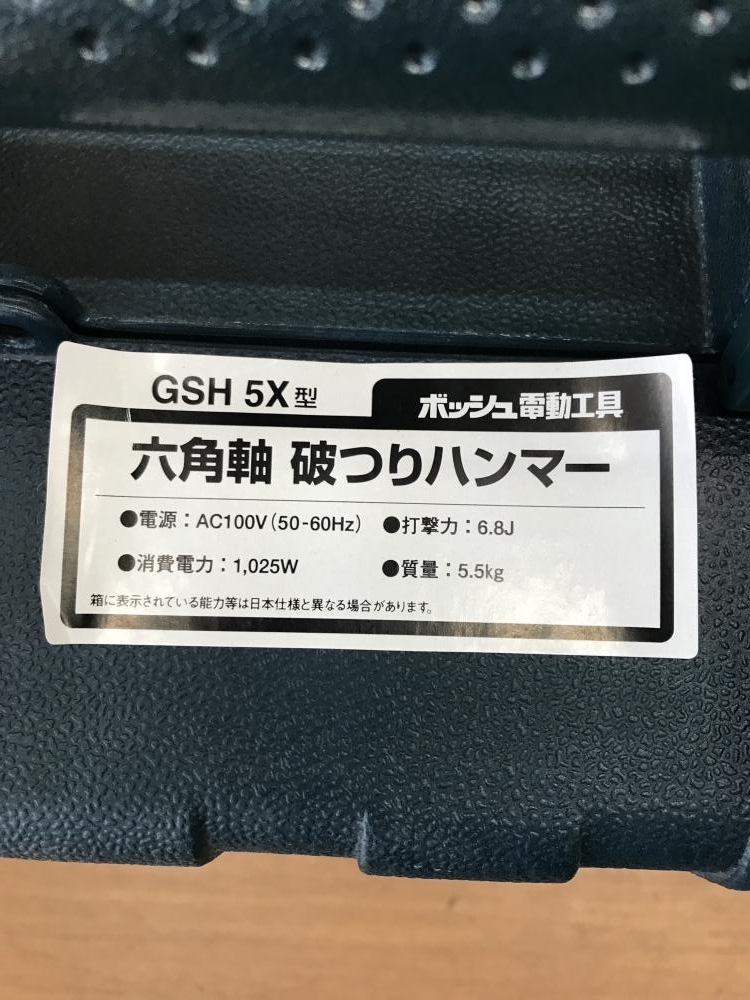 GSH 5X型
ボッシュ電動工具
六角軸 破つりハンマー
●電源：AC100V（50-60Hz） ●打撃力：6.8J
●消費電力：1,025W ●質量：5.5kg
箱に表示されている能力等は日本仕様と異なる場合があります。